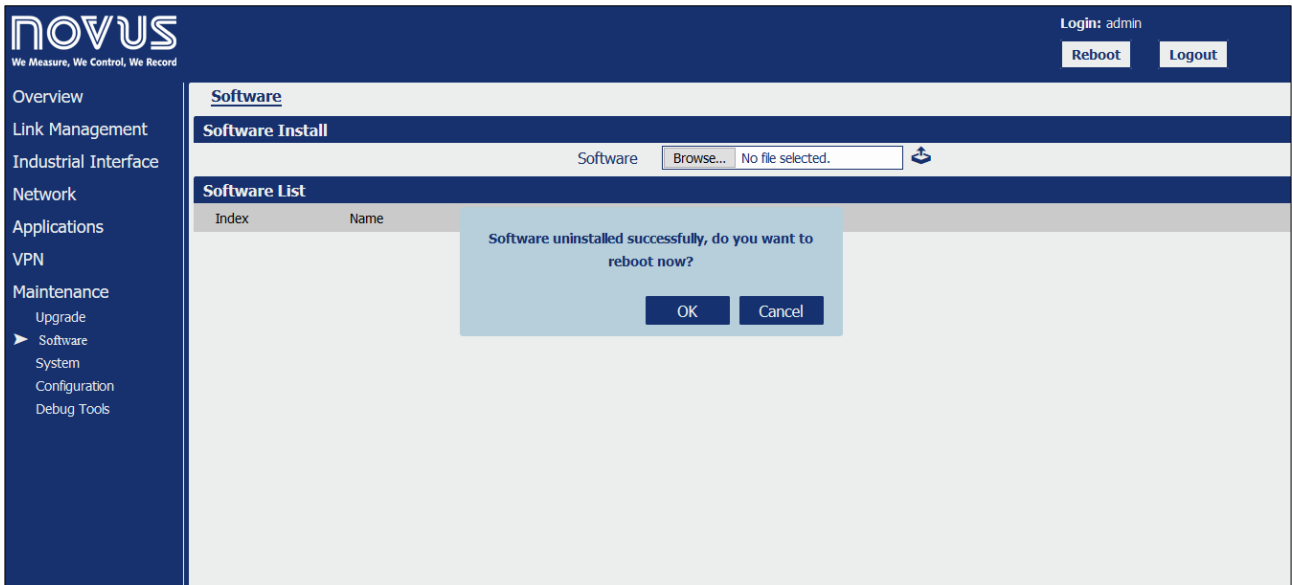 NOVUS
We Measure, We Control, We Record
Login: admin
Reboot Logout
Overview
Link Management
Industrial Interface
Network
Applications
VPN
Maintenance
Upgrade
➤ Software
System
Configuration
Debug Tools
Software
Software Install
Software Browse... No file selected.
Software List
Index Name
Software uninstalled successfully, do you want to
reboot now?
OK Cancel